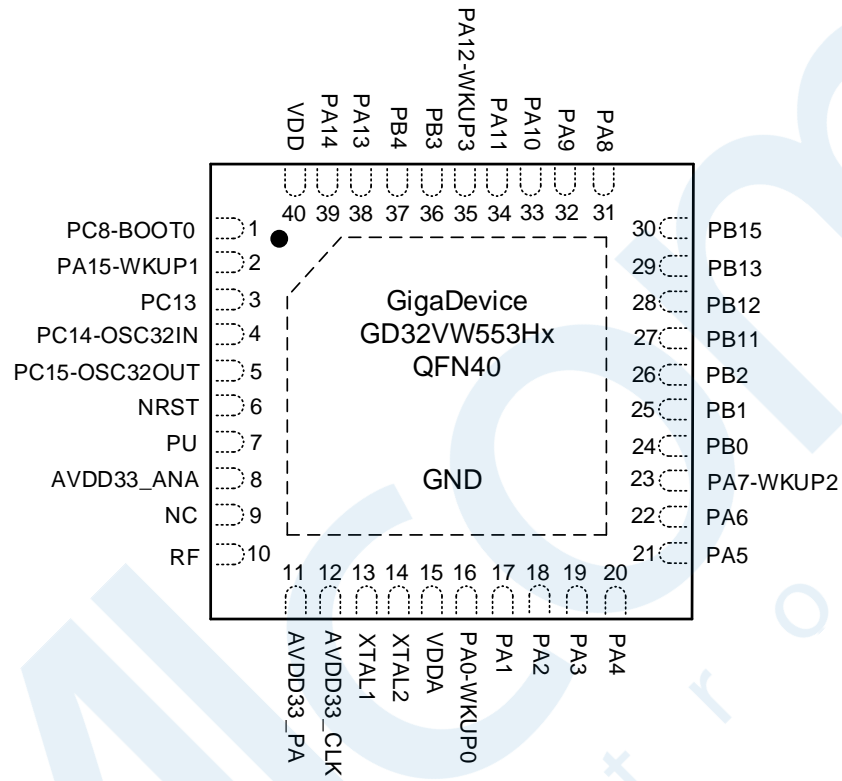 VDD
PA14
PA13
PB4
PB3
PA12-WKUP3
PA11
PA10
PA9
PA8
40
39
38
37
36
35
34
33
32
31
PC8-BOOT0 1
PA15-WKUP1 2
PC13 3
PC14-OSC32IN 4
PC15-OSC32OUT 5
NRST 6
PU 7
AVDD33_ANA 8
NC 9
RF 10
GigaDevice
GD32VW553Hx
QFN40
GND
30 PB15
29 PB13
28 PB12
27 PB11
26 PB2
25 PB1
24 PB0
23 PA7-WKUP2
22 PA6
21 PA5
11
12
13
14
15
16
17
18
19
20
AVDD33_PA
AVDD33_CLK
XTAL1
XTAL2
VDDA
PA0-WKUP0
PA1
PA2
PA3
PA4